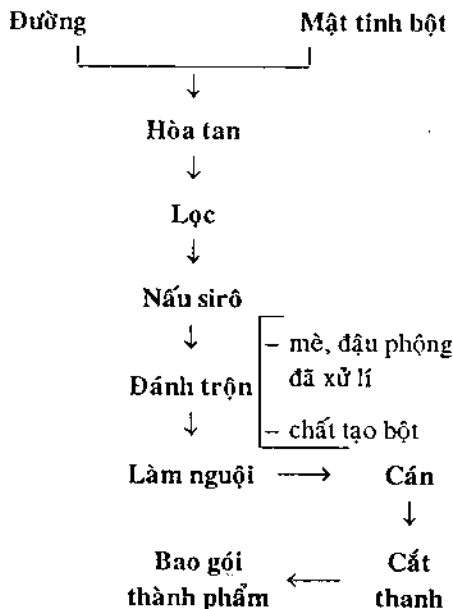 Đường Mật tinh bột
Hòa tan
Lọc
Nấu sirô
– mè, đậu phộng
đã xử lí
Đánh trộn
– chất tạo bột
Làm nguội Cán
Bao gói Cắt
thành phẩm thanh